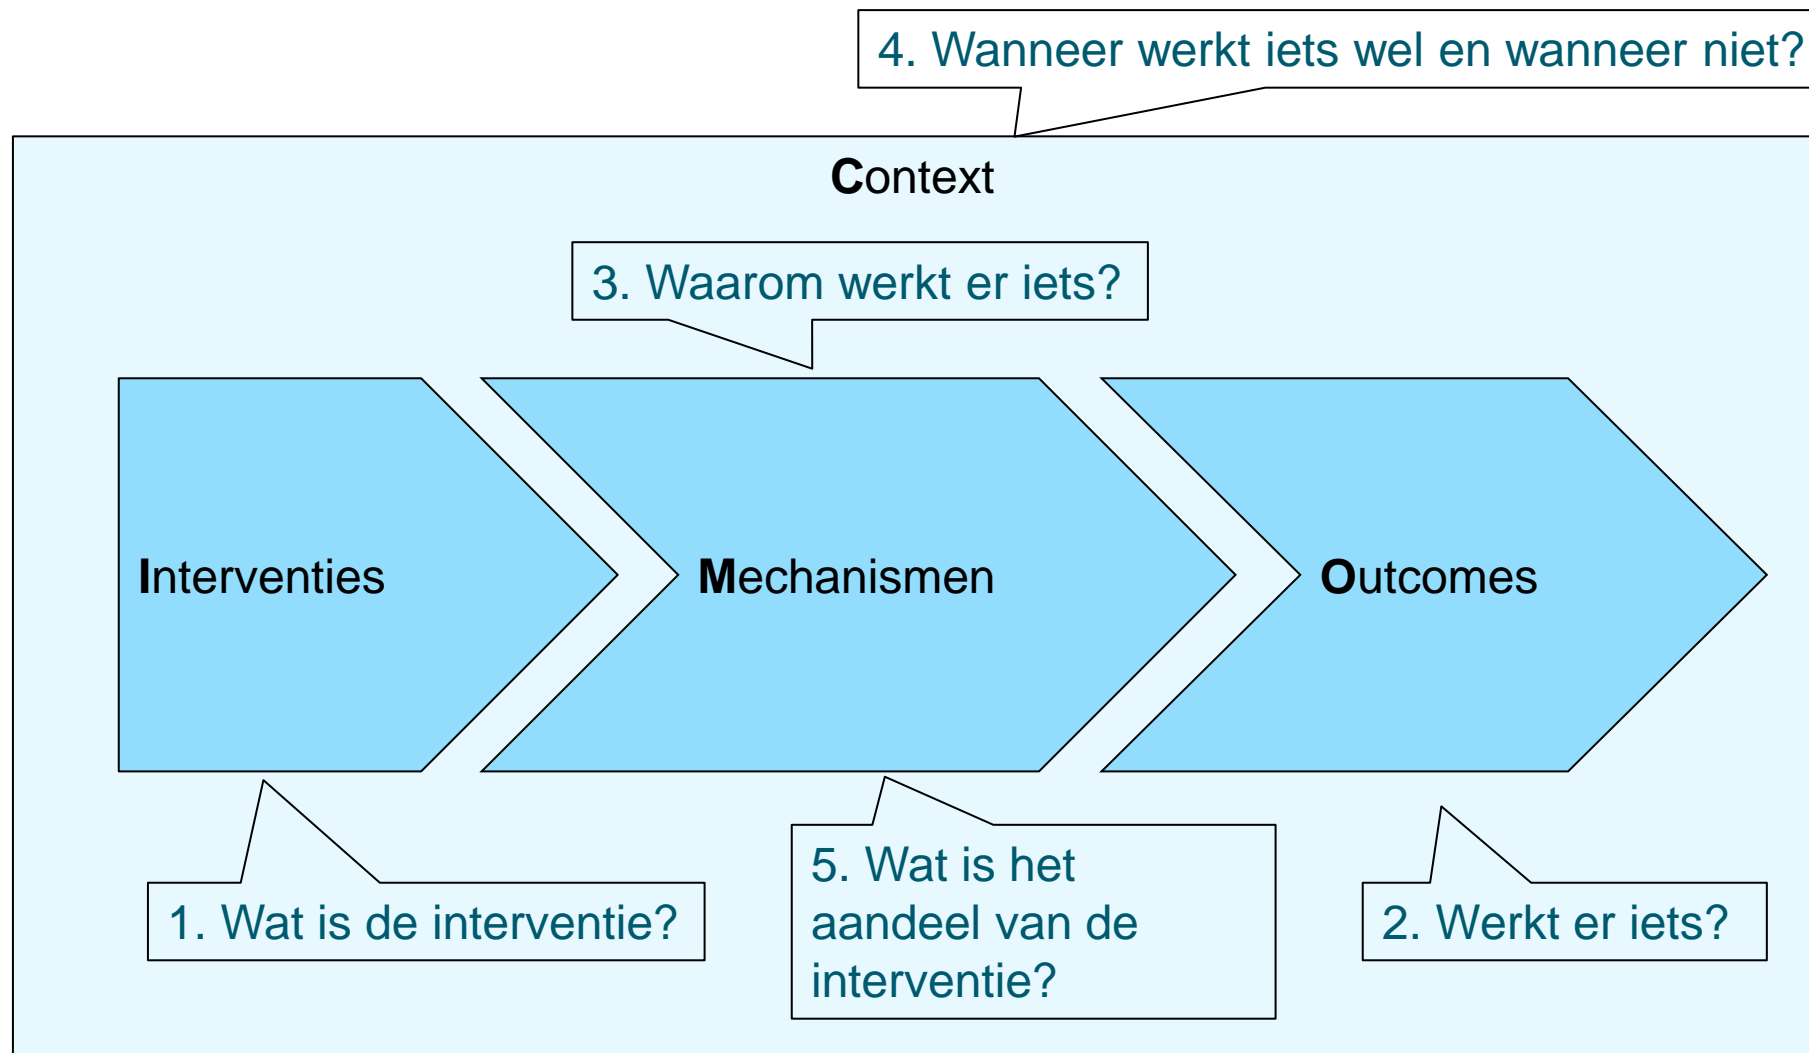 4. Wanneer werkt iets wel en wanneer niet?
Context
3. Waarom werkt er iets?
Interventies
Mechanismen
Outcomes
1. Wat is de interventie?
5. Wat is het
aandeel van de
interventie?
2. Werkt er iets?